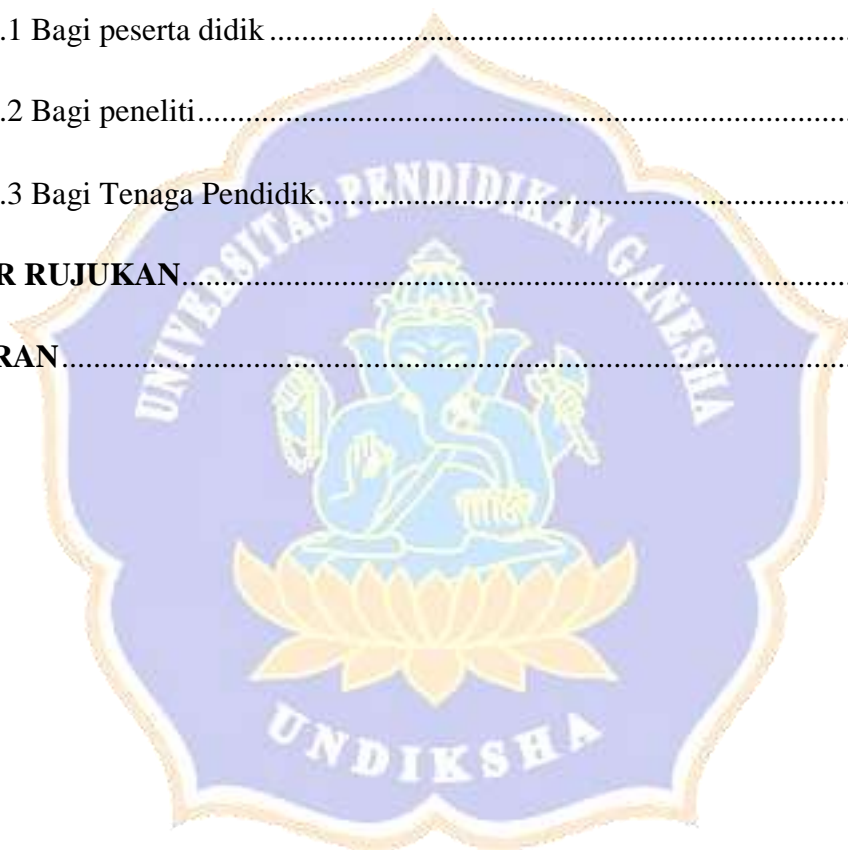 .1 Bagi peserta didik ........................................................................
.2 Bagi peneliti.................................................................................
.3 Bagi Tenaga Pendidik..................................................................
R RUJUKAN...................................................................................
RAN.................................................................................................
UNIVERSITAS PENDIDIKAN GANESHA
UNDIKSHA